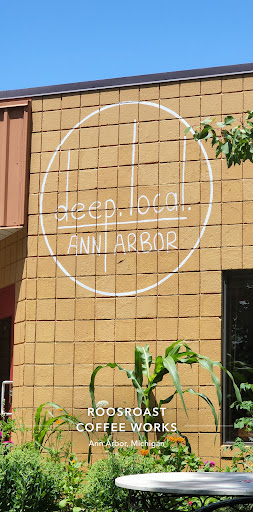 deep. local.
ANN ARBOR
ROOSROAST
COFFEE WORKS
Ann Arbor, Michigan